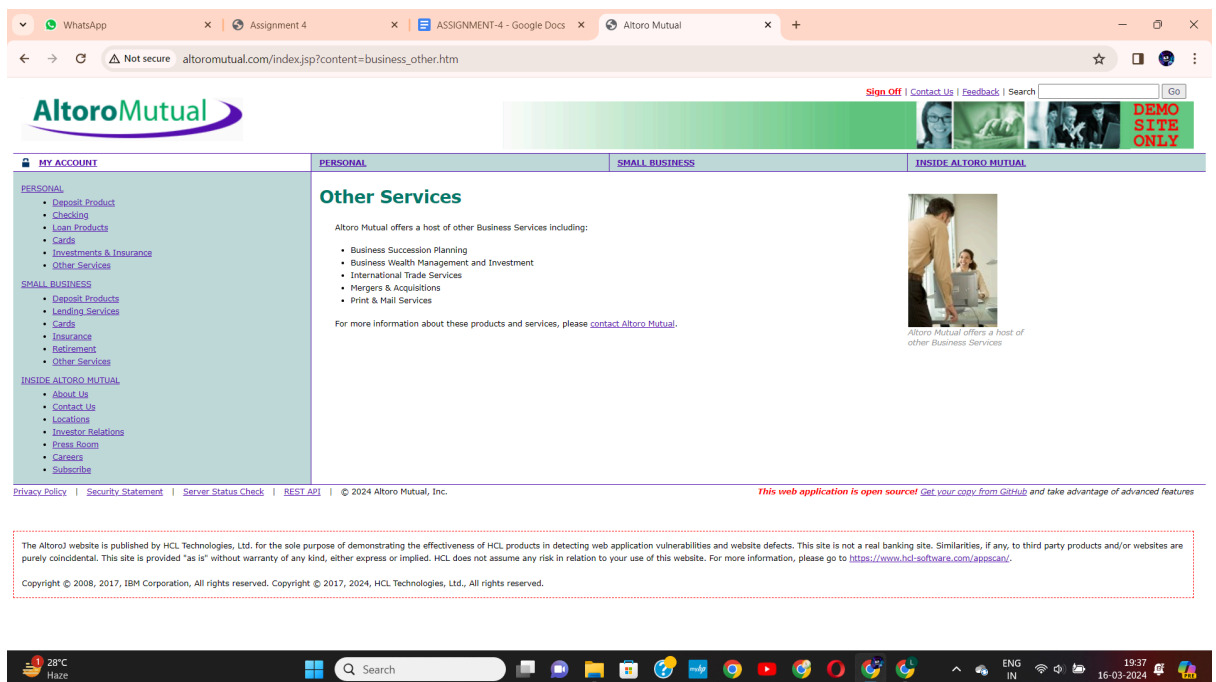 WhatsApp
Assignment 4
ASSIGNMENT-4 - Google Docs
Altoro Mutual
Not secure altoromutual.com/index.jsp?content=business_other.htm
Sign Off | Contact Us | Feedback | Search Go
AltoroMutual
DEMO
SITE
ONLY
MY ACCOUNT PERSONAL SMALL BUSINESS INSIDE ALTORO MUTUAL
PERSONAL
• Deposit Product
• Checking
• Loan Products
• Cards
• Investments & Insurance
• Other Services
SMALL BUSINESS
• Deposit Products
• Lending Services
• Cards
• Insurance
• Retirement
• Other Services
INSIDE ALTORO MUTUAL
• About Us
• Contact Us
• Locations
• Investor Relations
• Press Room
• Careers
• Subscribe
Other Services
Altoro Mutual offers a host of other Business Services including:
• Business Succession Planning
• Business Wealth Management and Investment
• International Trade Services
• Mergers & Acquisitions
• Print & Mail Services
For more information about these products and services, please contact Altoro Mutual.
Altoro Mutual offers a host of
other Business Services
Privacy Policy | Security Statement | Server Status Check | REST API | © 2024 Altoro Mutual, Inc.
This web application is open source! Get your copy from GitHub and take advantage of advanced features
The AltoroJ website is published by HCL Technologies, Ltd. for the sole purpose of demonstrating the effectiveness of HCL products in detecting web application vulnerabilities and website defects. This site is not a real banking site. Similarities, if any, to third party products and/or websites are
purely coincidental. This site is provided "as is" without warranty of any kind, either express or implied. HCL does not assume any risk in relation to your use of this website. For more information, please go to https://www.hcl-software.com/appscan/.
Copyright © 2008, 2017, IBM Corporation, All rights reserved. Copyright © 2017, 2024, HCL Technologies, Ltd., All rights reserved.
1
28°C
Haze
Search
myhp
ENG
IN
19:37
16-03-2024
PRE